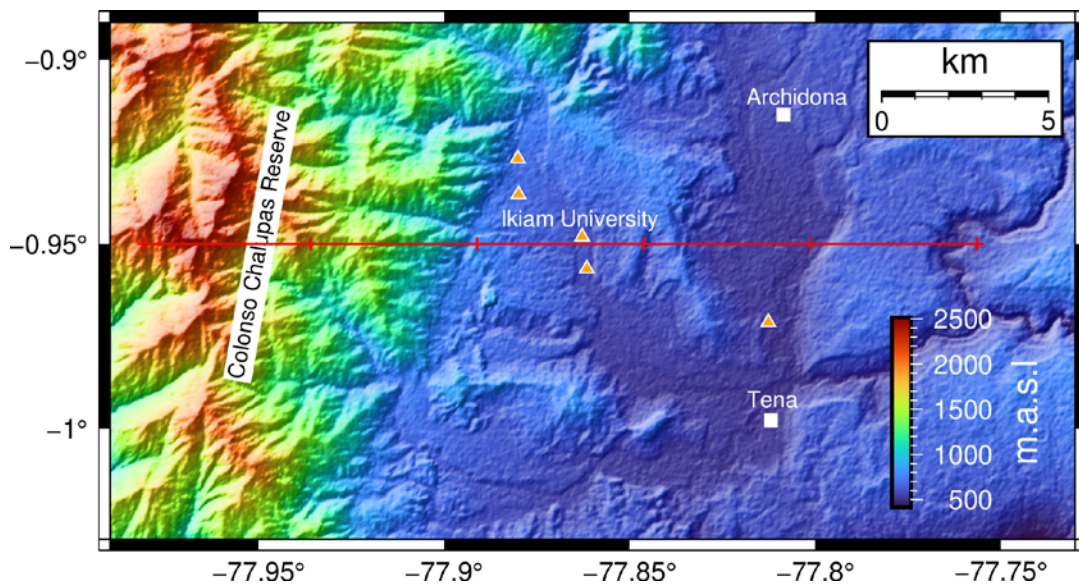 −0.9°
km
0 5
Archidona
Colonso Chalupas Reserve
Ikiam University
−0.95°
2500
2000
1500
1000
500
m.a.s.l
Tena
−1°
−77.95° −77.9° −77.85° −77.8° −77.75°